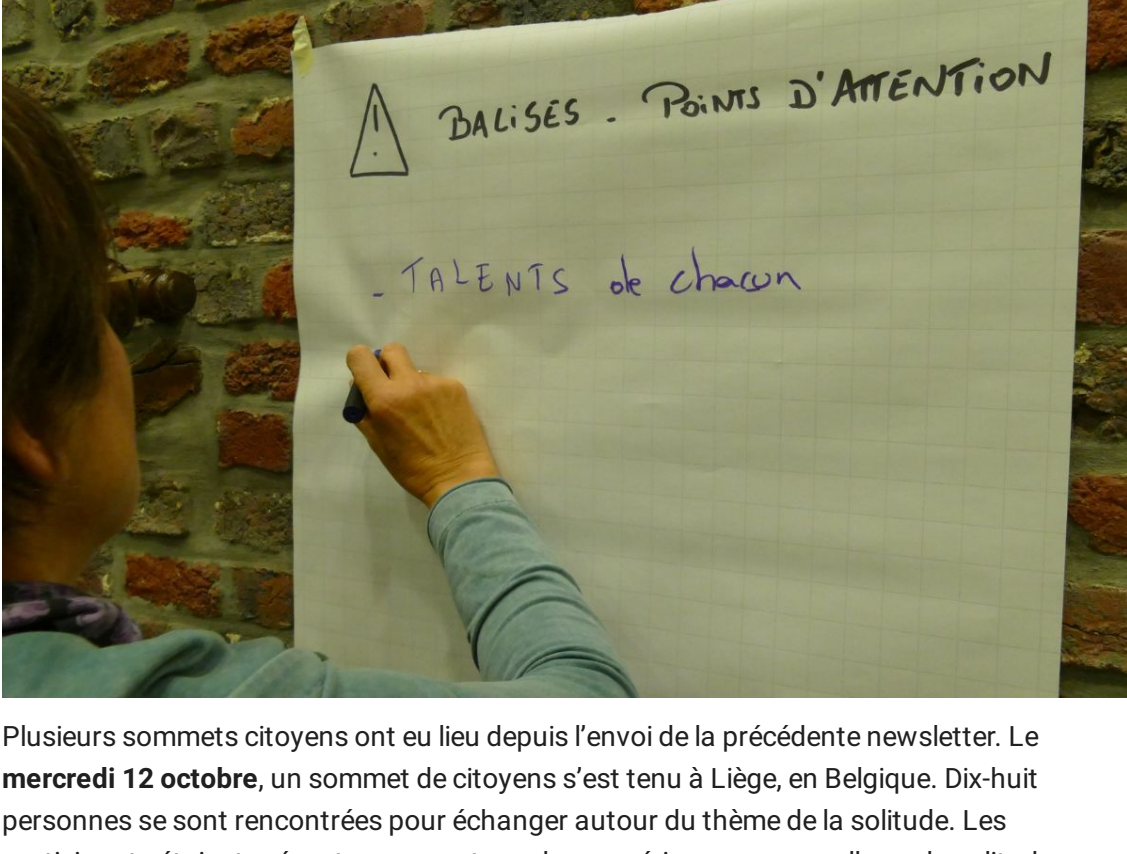 BALISES - POINTS D'ATTENTION
- TALENTS de chacun
Plusieurs sommets citoyens ont eu lieu depuis l’envoi de la précédente newsletter. Le
mercredi 12 octobre, un sommet de citoyens s’est tenu à Liège, en Belgique. Dix-huit
personnes se sont rencontrées pour échanger autour du thème de la solitude. Les